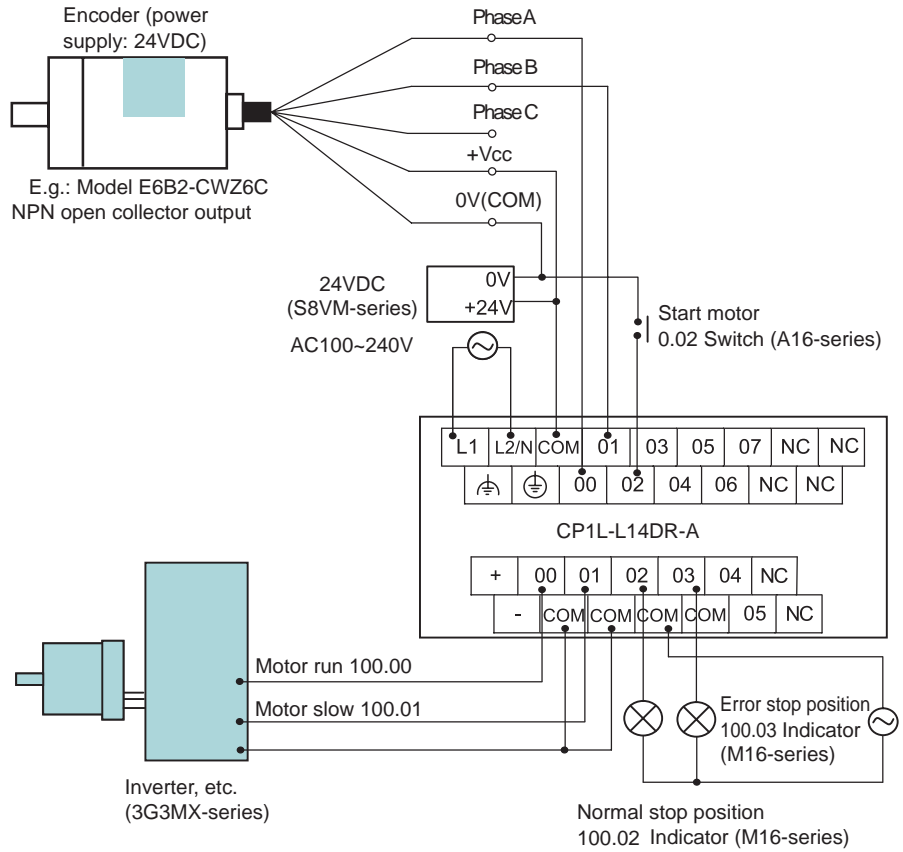 Encoder (power
supply: 24VDC)
PhaseA
PhaseB
PhaseC
+Vcc
0V(COM)
E.g.: Model E6B2-CWZ6C
NPN open collector output
24VDC
(S8VM-series)
0V
+24V
AC100~240V
Start motor
0.02 Switch (A16-series)
L1 L2/N COM 01 03 05 07 NC NC
00 02 04 06 NC NC
CP1L-L14DR-A
+ 00 01 02 03 04 NC
- COM COM COM COM 05 NC
Motor run 100.00
Motor slow 100.01
Error stop position
100.03 Indicator
(M16-series)
Inverter, etc.
(3G3MX-series)
Normal stop position
100.02 Indicator (M16-series)